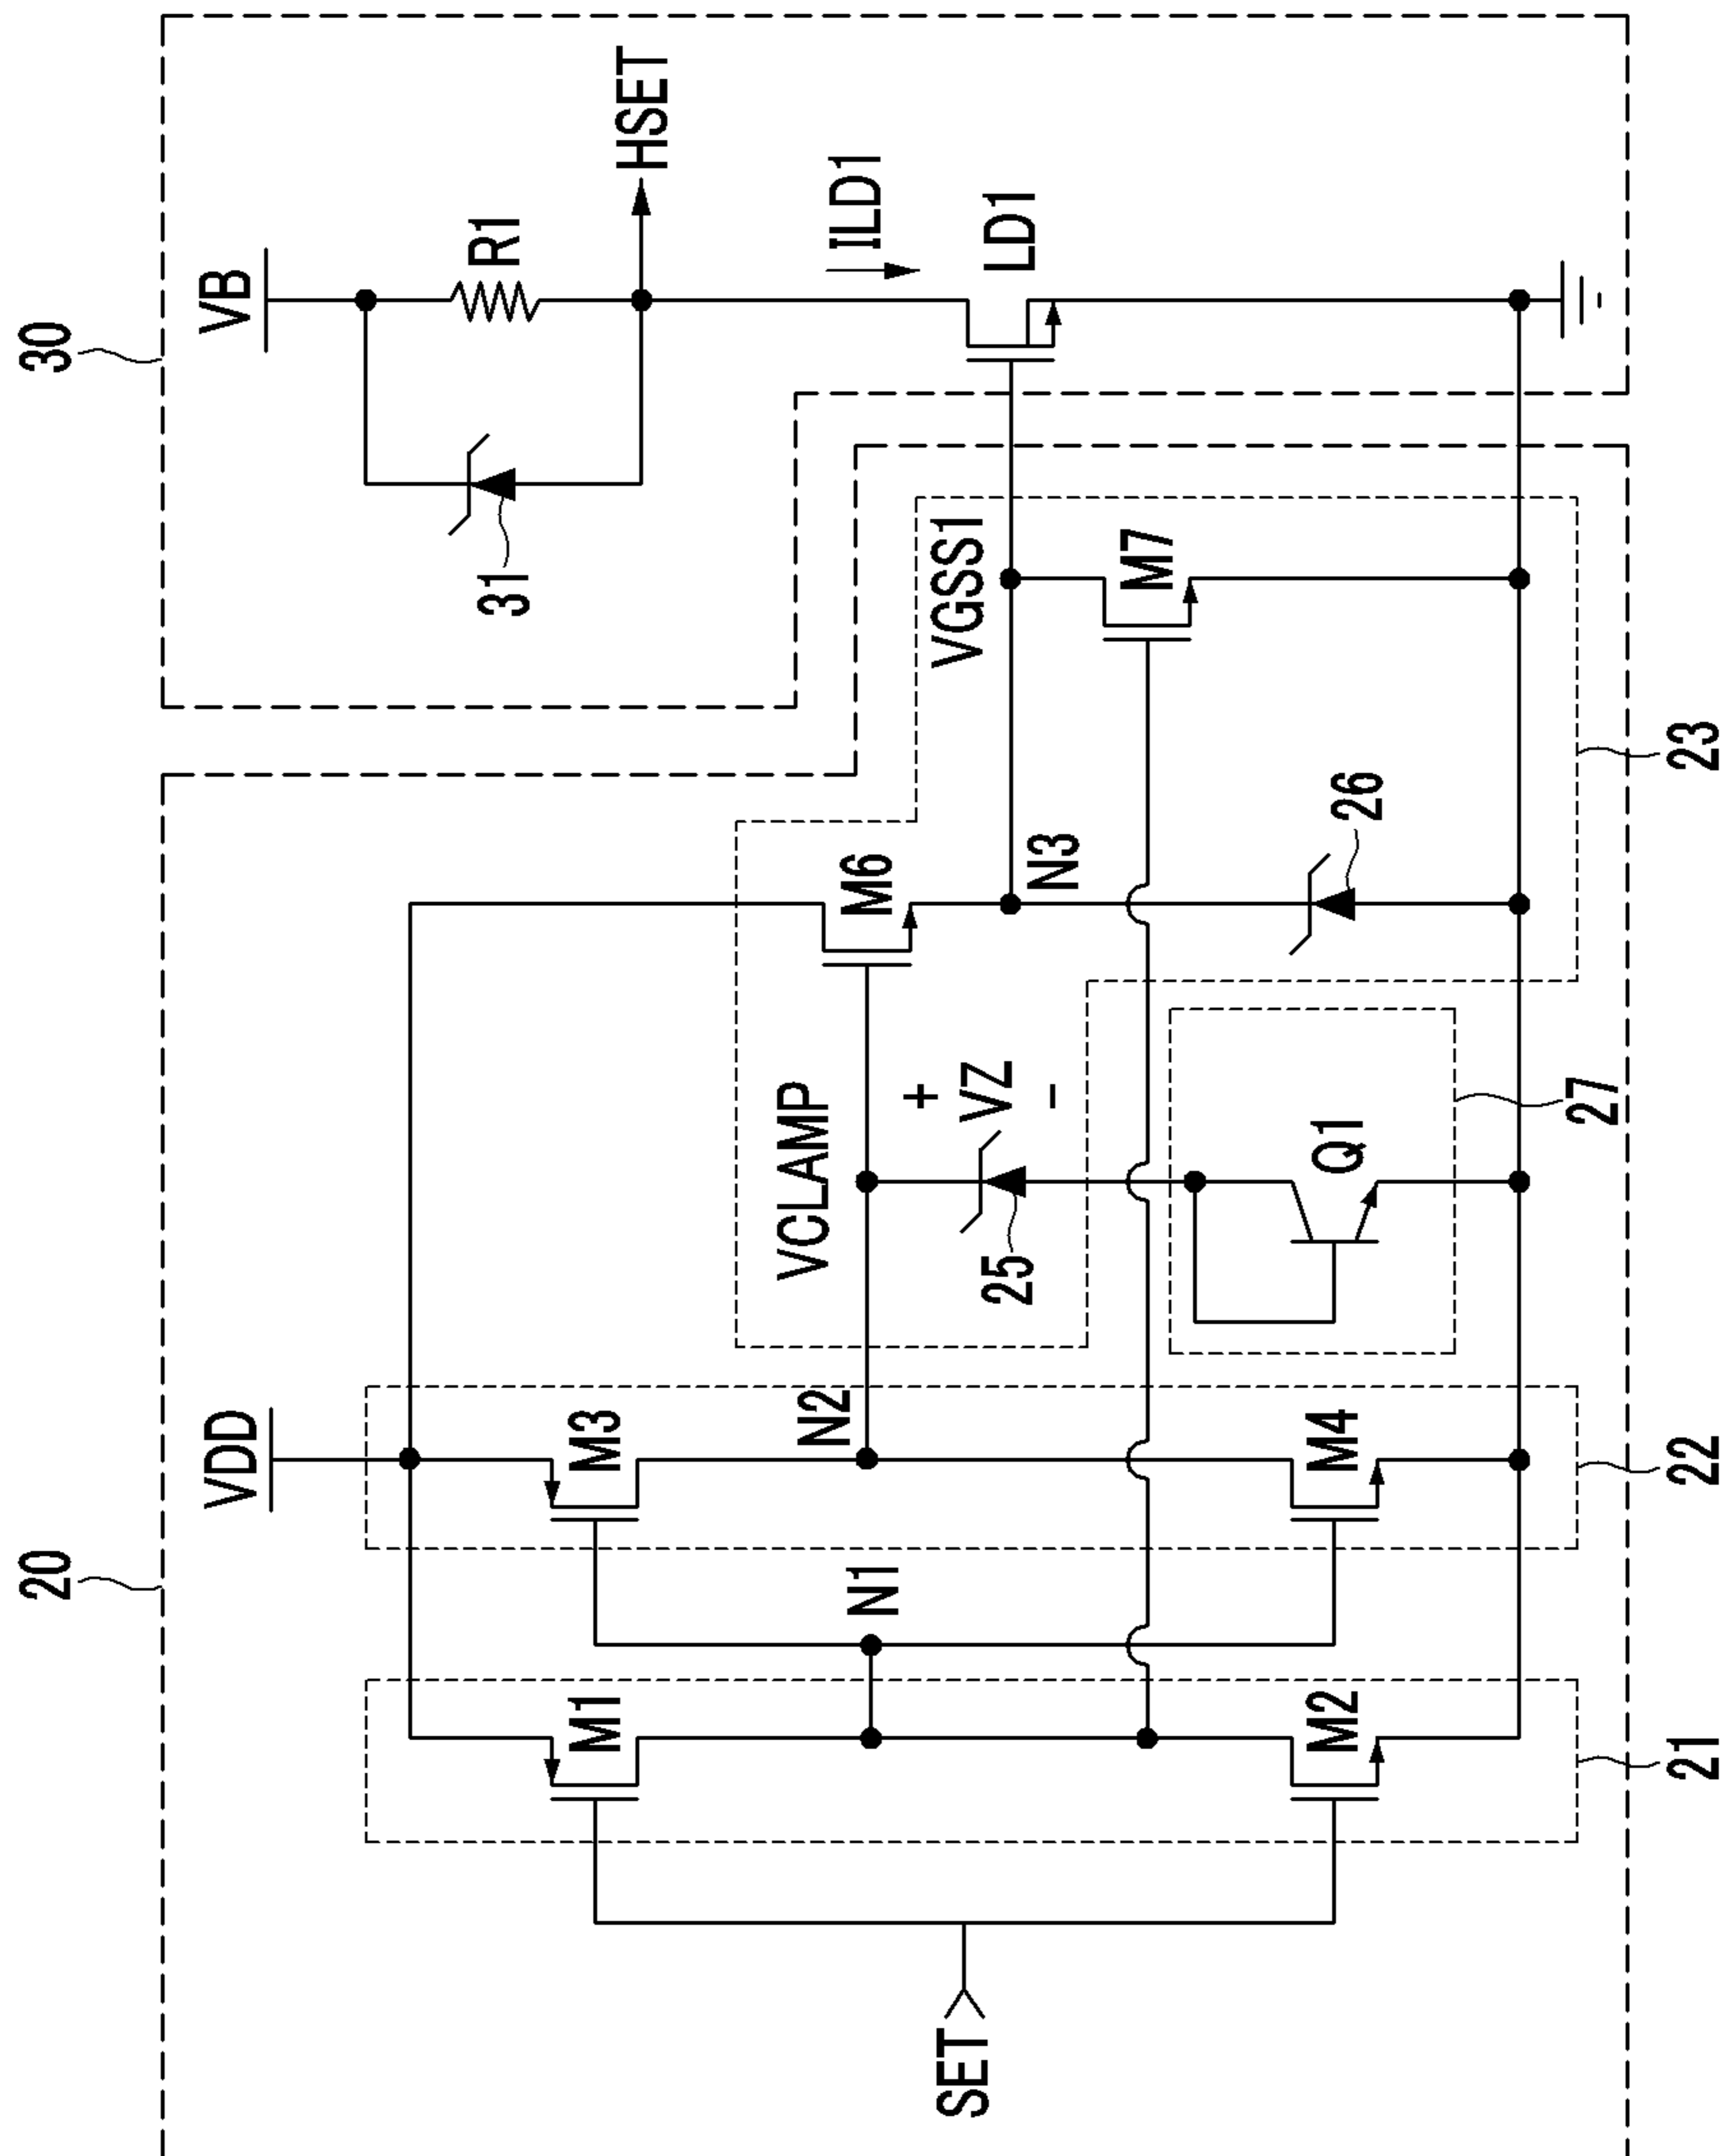 20
30
VDD
VB
R1
HSET
31
ILD1
LD1
M1
M3
M6
VCLAMP
VGSS1
N1
N2
N3
+
VZ
-
25
M7
SET
M2
M4
Q1
26
27
21
22
23